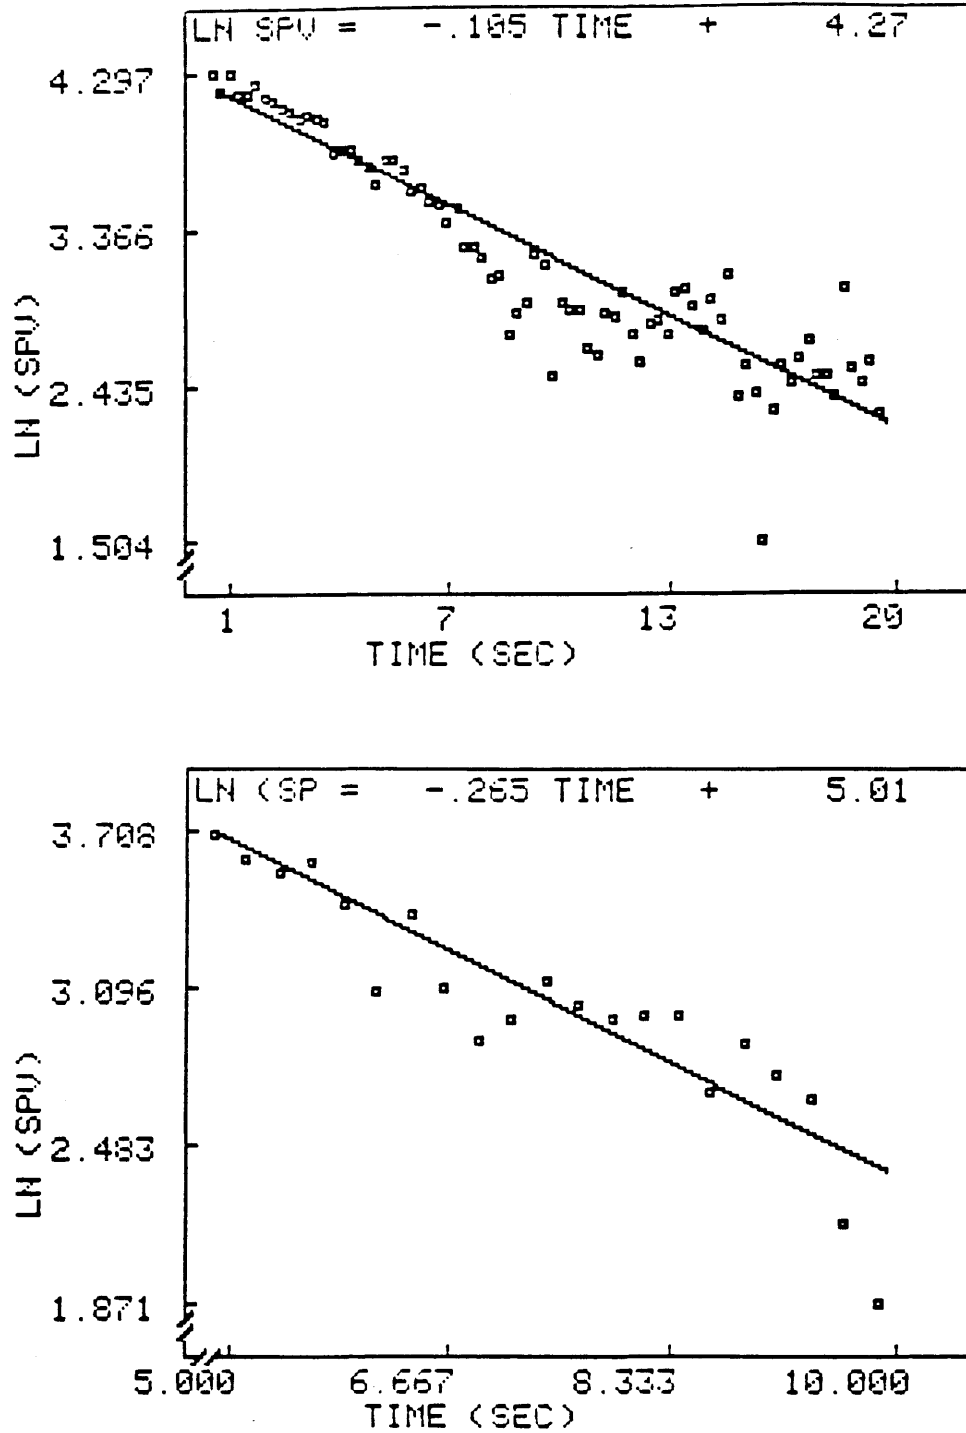 LN SPV = -.105 TIME + 4.27
4.297
3.366
2.435
1.504
LN (SPV)
1 7 13 20
TIME (SEC)
LN (SP = -.265 TIME + 5.01
3.708
3.096
2.483
1.871
LN (SPV)
5.000 6.667 8.333 10.000
TIME (SEC)